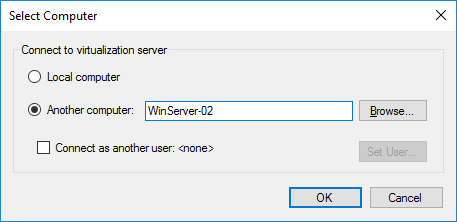 Select Computer
Connect to virtualization server
Local computer
Another computer: WinServer-02 Browse...
Connect as another user: <none> Set User...
OK Cancel